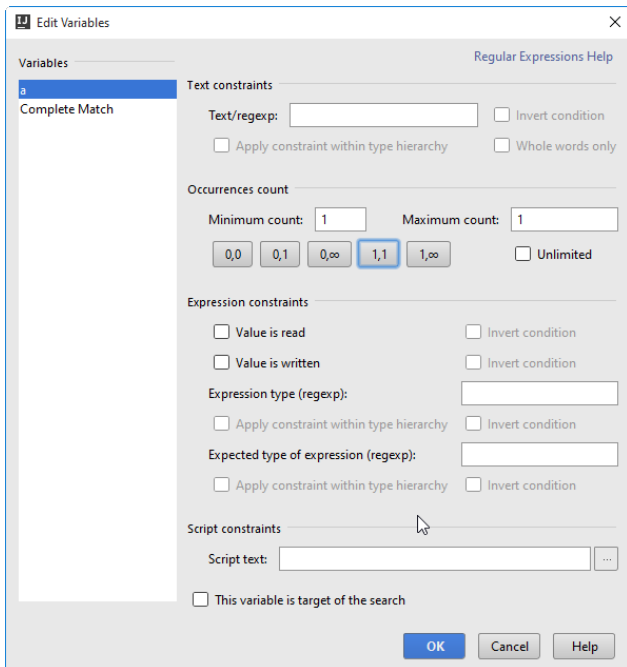 IJ Edit Variables
Regular Expressions Help
Variables
a
Complete Match
Text constraints
Text/regexp: Invert condition
Apply constraint within type hierarchy Whole words only
Occurrences count
Minimum count: 1 Maximum count: 1
0,0 0,1 0,∞ 1,1 1,∞ Unlimited
Expression constraints
Value is read Invert condition
Value is written Invert condition
Expression type (regexp):
Apply constraint within type hierarchy Invert condition
Expected type of expression (regexp):
Apply constraint within type hierarchy Invert condition
Script constraints
Script text: ...
This variable is target of the search
OK Cancel Help